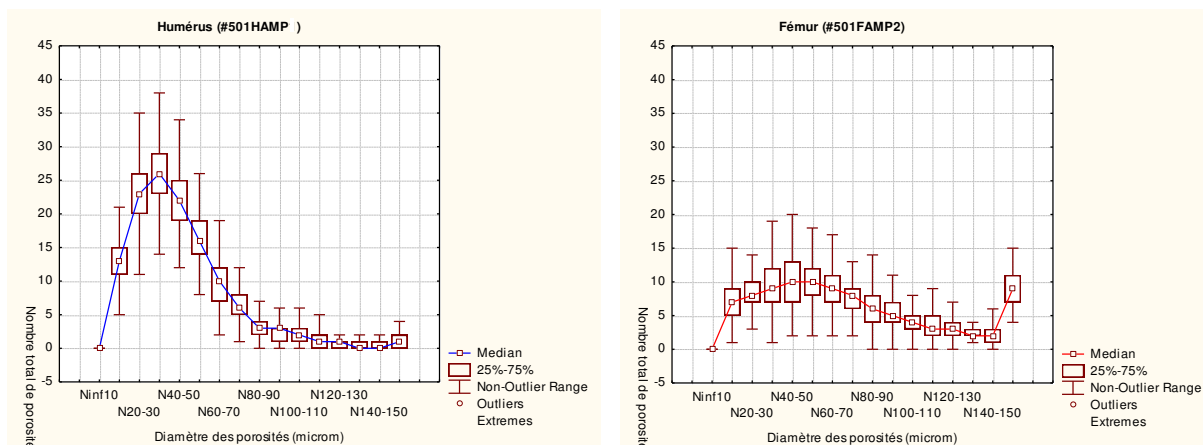 Humérus (#501HAMP )
45
40
35
30
25
20
15
10
5
0
-5
Nombre total de porosité
Ninf10 N40-50 N80-90 N120-130
N20-30 N60-70 N100-110 N140-150
Diamètre des porosités (microm)
Median
25%-75%
Non-Outlier Range
Outliers
Extremes
Fémur (#501FAMP2)
45
40
35
30
25
20
15
10
5
0
-5
Nombre total de porosité
Ninf10 N40-50 N80-90 N120-130
N20-30 N60-70 N100-110 N140-150
Diamètre des porosités (microm)
Median
25%-75%
Non-Outlier Range
Outliers
Extremes